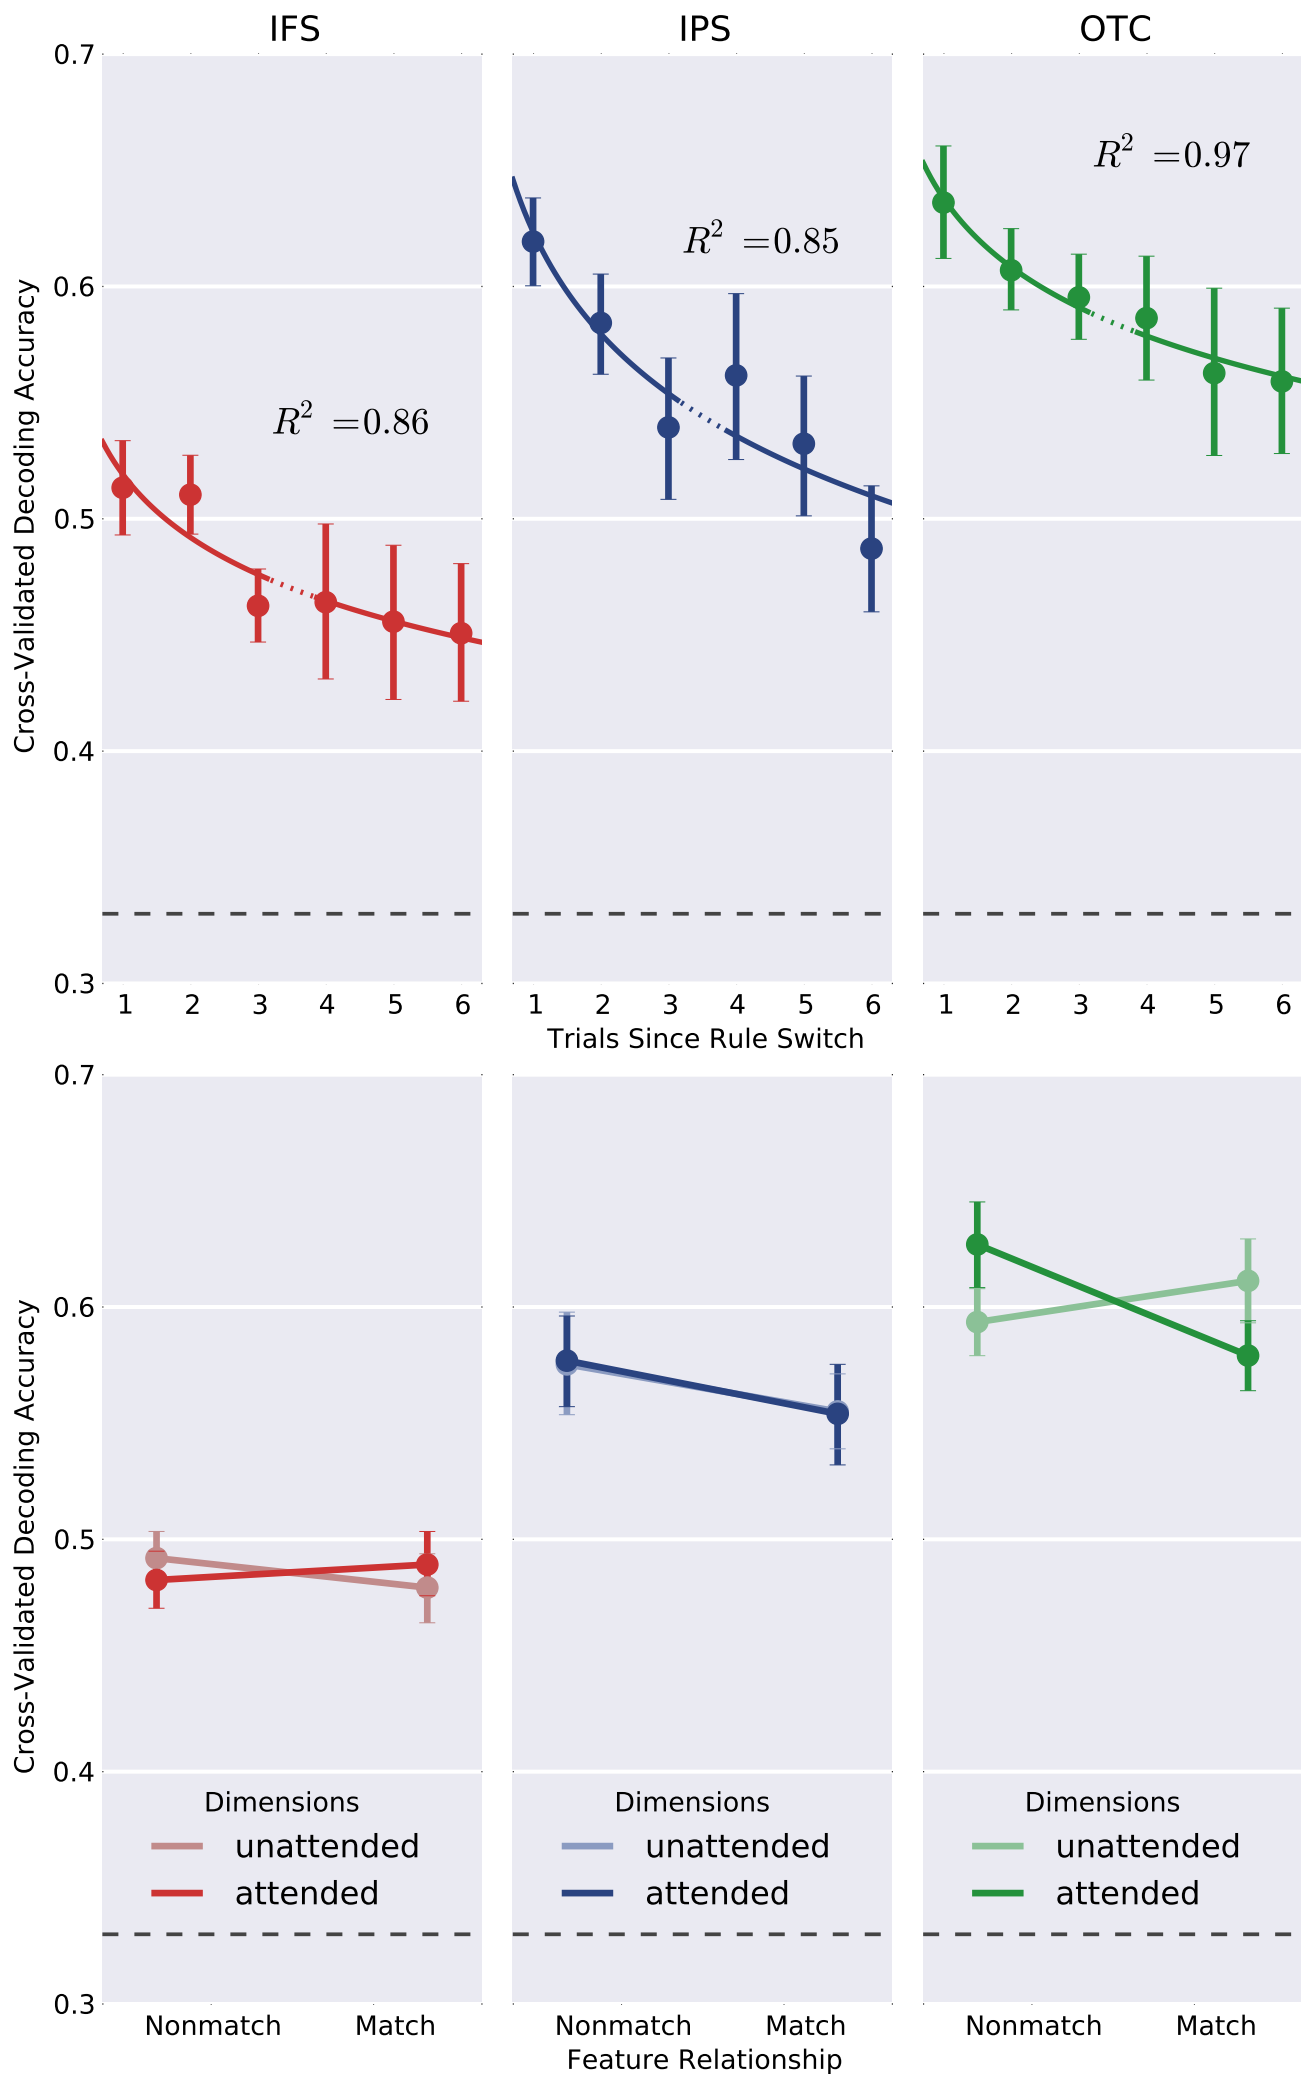 IFS IPS OTC
0.7
R² =0.97
R² =0.85
0.6
R² =0.86
0.5
0.4
0.3
Cross-Validated Decoding Accuracy
1 2 3 4 5 6 1 2 3 4 5 6 1 2 3 4 5 6
Trials Since Rule Switch
0.7
0.6
0.5
0.4
Cross-Validated Decoding Accuracy
Dimensions Dimensions Dimensions
unattended unattended unattended
attended attended attended
0.3
Nonmatch Match Nonmatch Match Nonmatch Match
Feature Relationship